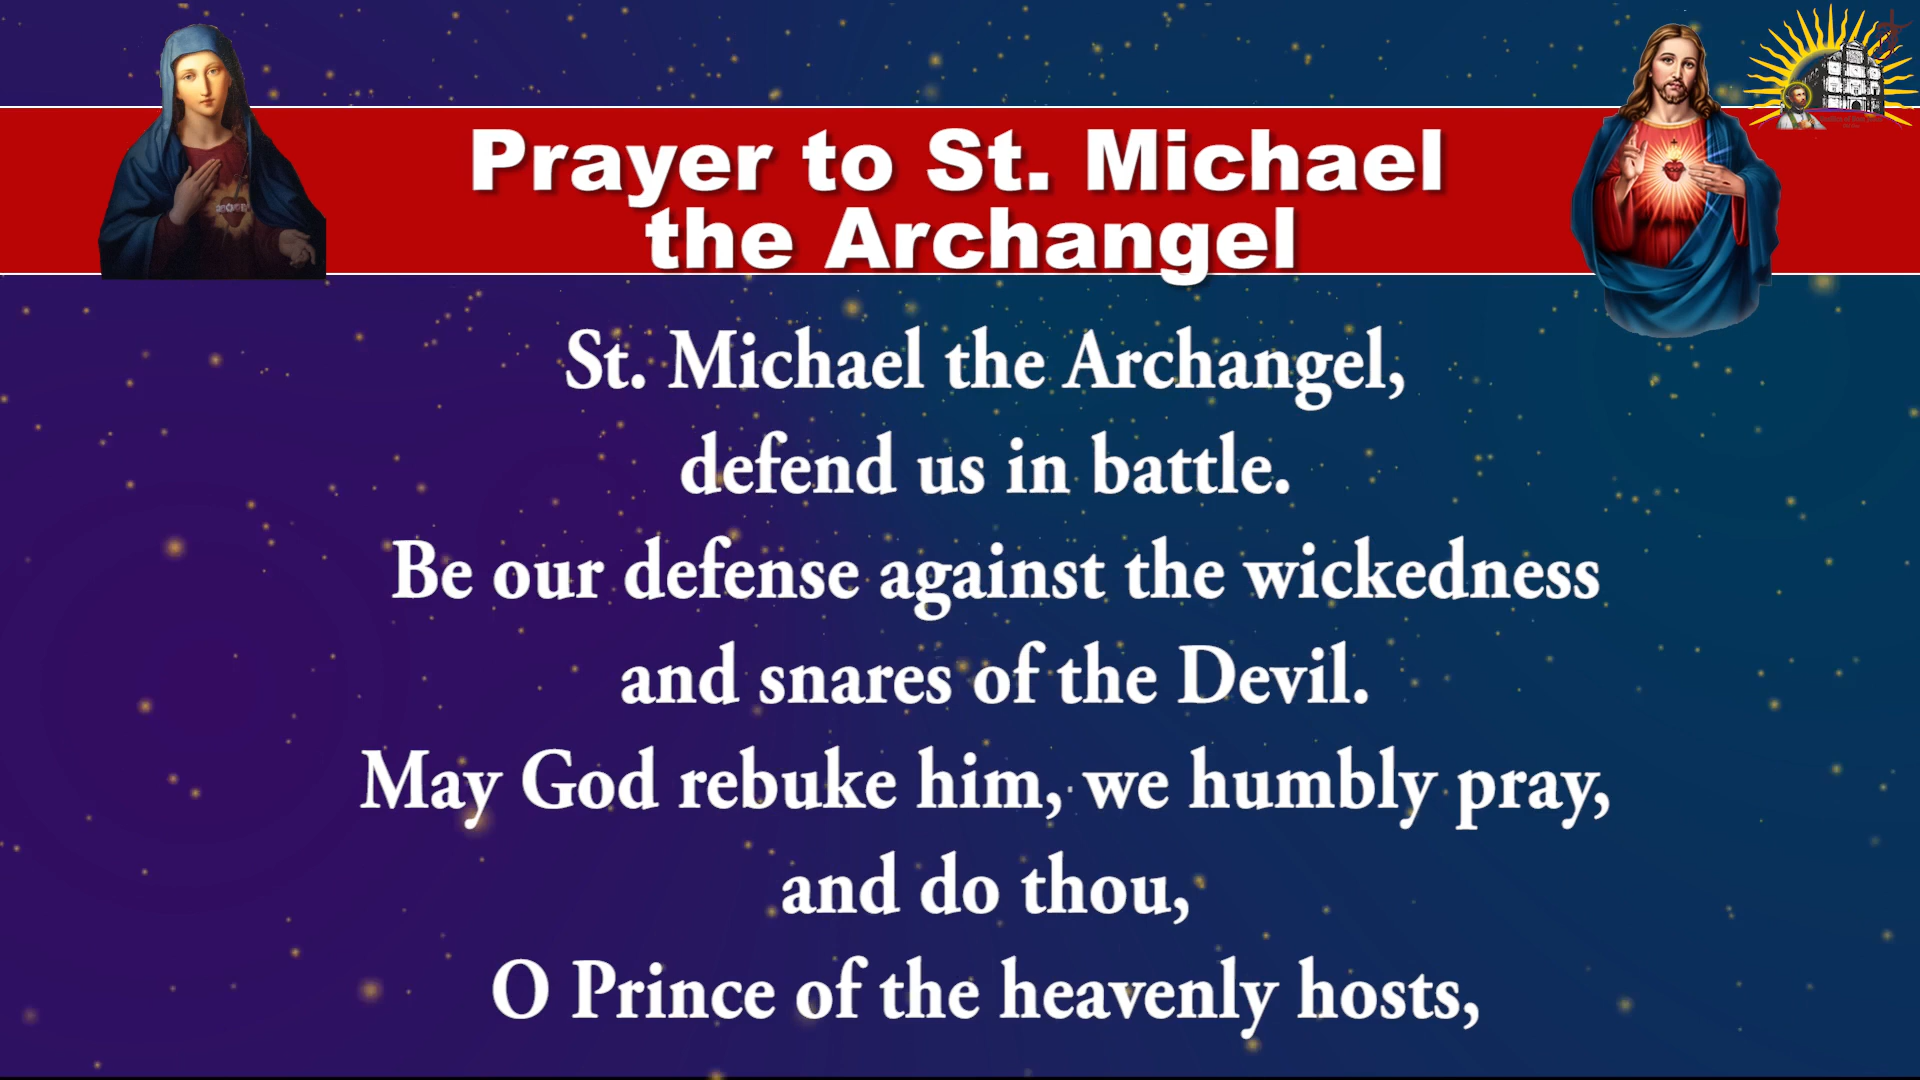 Prayer to St. Michael
the Archangel
St. Michael the Archangel,
defend us in battle.
Be our defense against the wickedness
and snares of the Devil.
May God rebuke him, we humbly pray,
and do thou,
O Prince of the heavenly hosts,